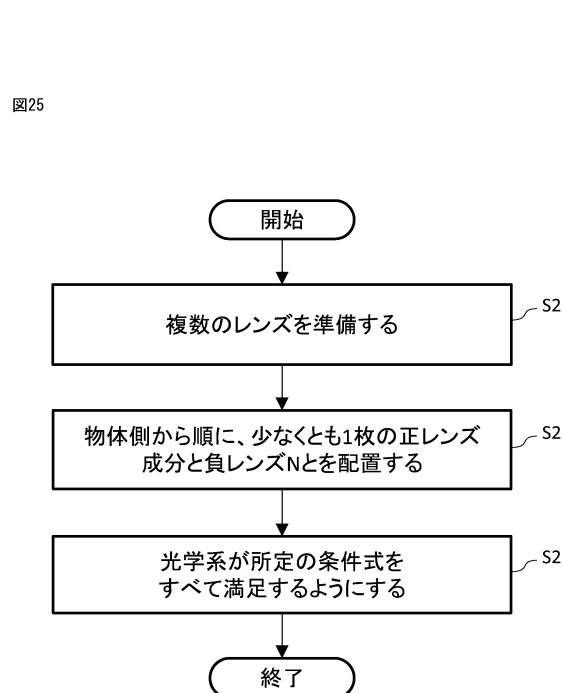 図25
開始
複数のレンズを準備する
S2
物体側から順に、少なくとも1枚の正レンズ
成分と負レンズNとを配置する
S2
光学系が所定の条件式を
すべて満足するようにする
S2
終了